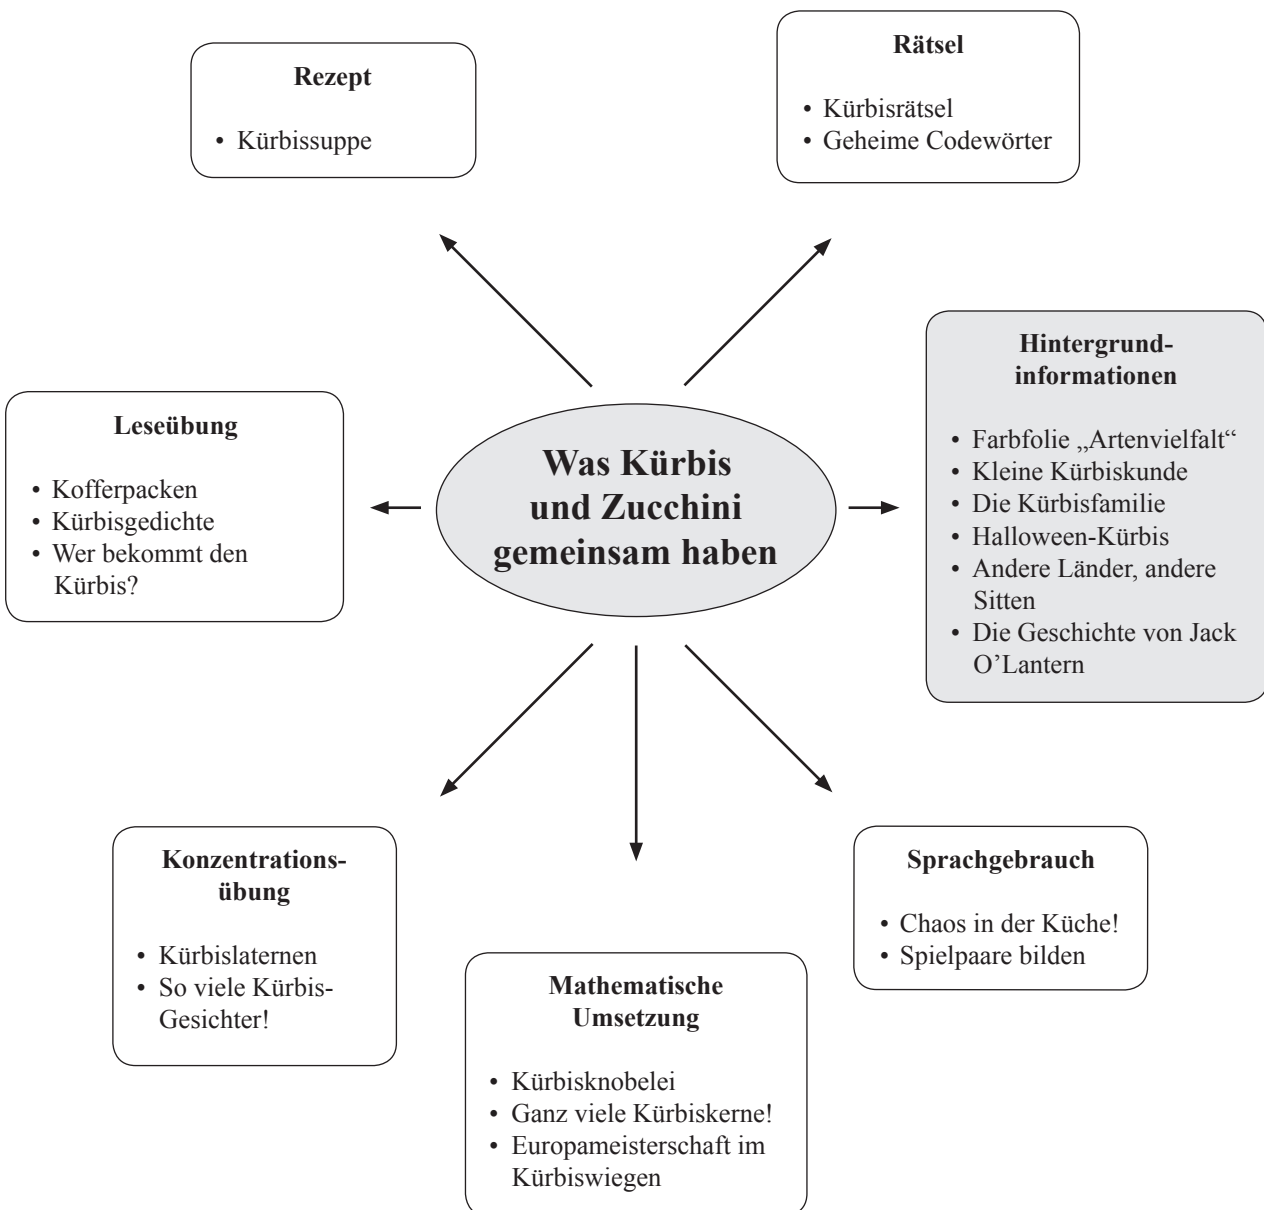 Rezept
• Kürbissuppe
Rätsel
• Kürbisrätsel
• Geheime Codewörter
Hintergrund-
informationen
• Farbfolie „Artenvielfalt“
• Kleine Kürbiskunde
• Die Kürbisfamilie
• Halloween-Kürbis
• Andere Länder, andere
Sitten
• Die Geschichte von Jack
O’Lantern
Leseübung
• Kofferpacken
• Kürbisgedichte
• Wer bekommt den
Kürbis?
Was Kürbis
und Zucchini
gemeinsam haben
Konzentrations-
übung
• Kürbislaternen
• So viele Kürbis-
Gesichter!
Mathematische
Umsetzung
• Kürbisknobelei
• Ganz viele Kürbiskerne!
• Europameisterschaft im
Kürbiswiegen
Sprachgebrauch
• Chaos in der Küche!
• Spielpaare bilden